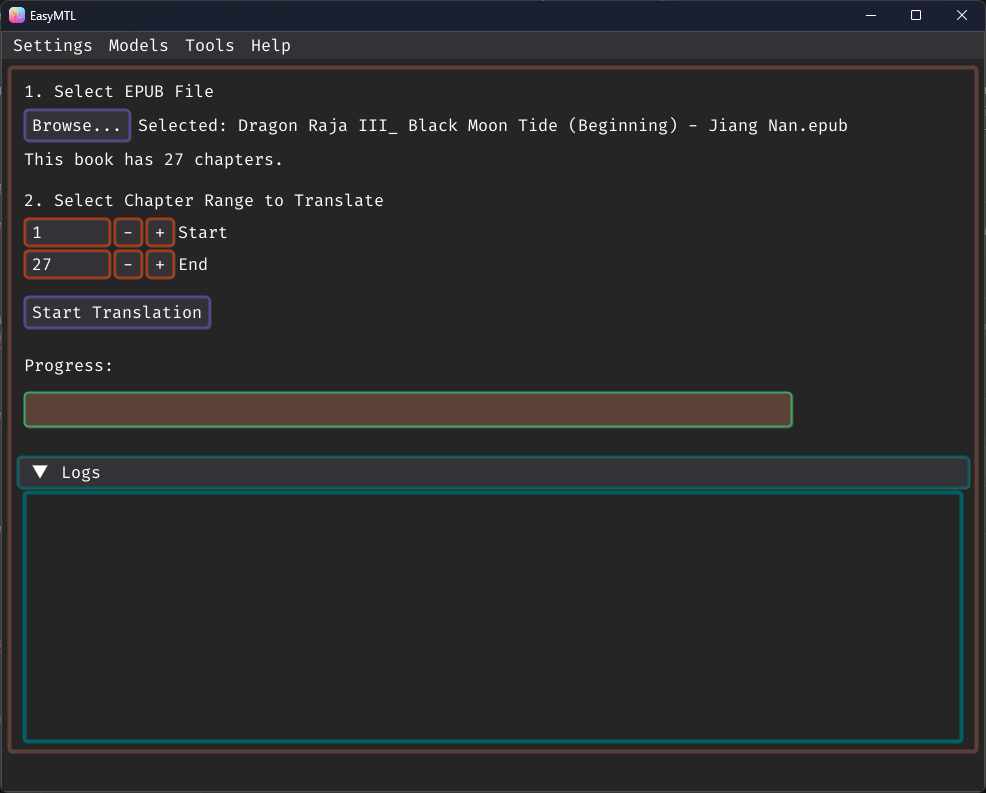 EasyMTL
Settings Models Tools Help
1. Select EPUB File
Browse... Selected: Dragon Raja III_ Black Moon Tide (Beginning) - Jiang Nan.epub
This book has 27 chapters.
2. Select Chapter Range to Translate
1 - + Start
27 - + End
Start Translation
Progress:
Logs